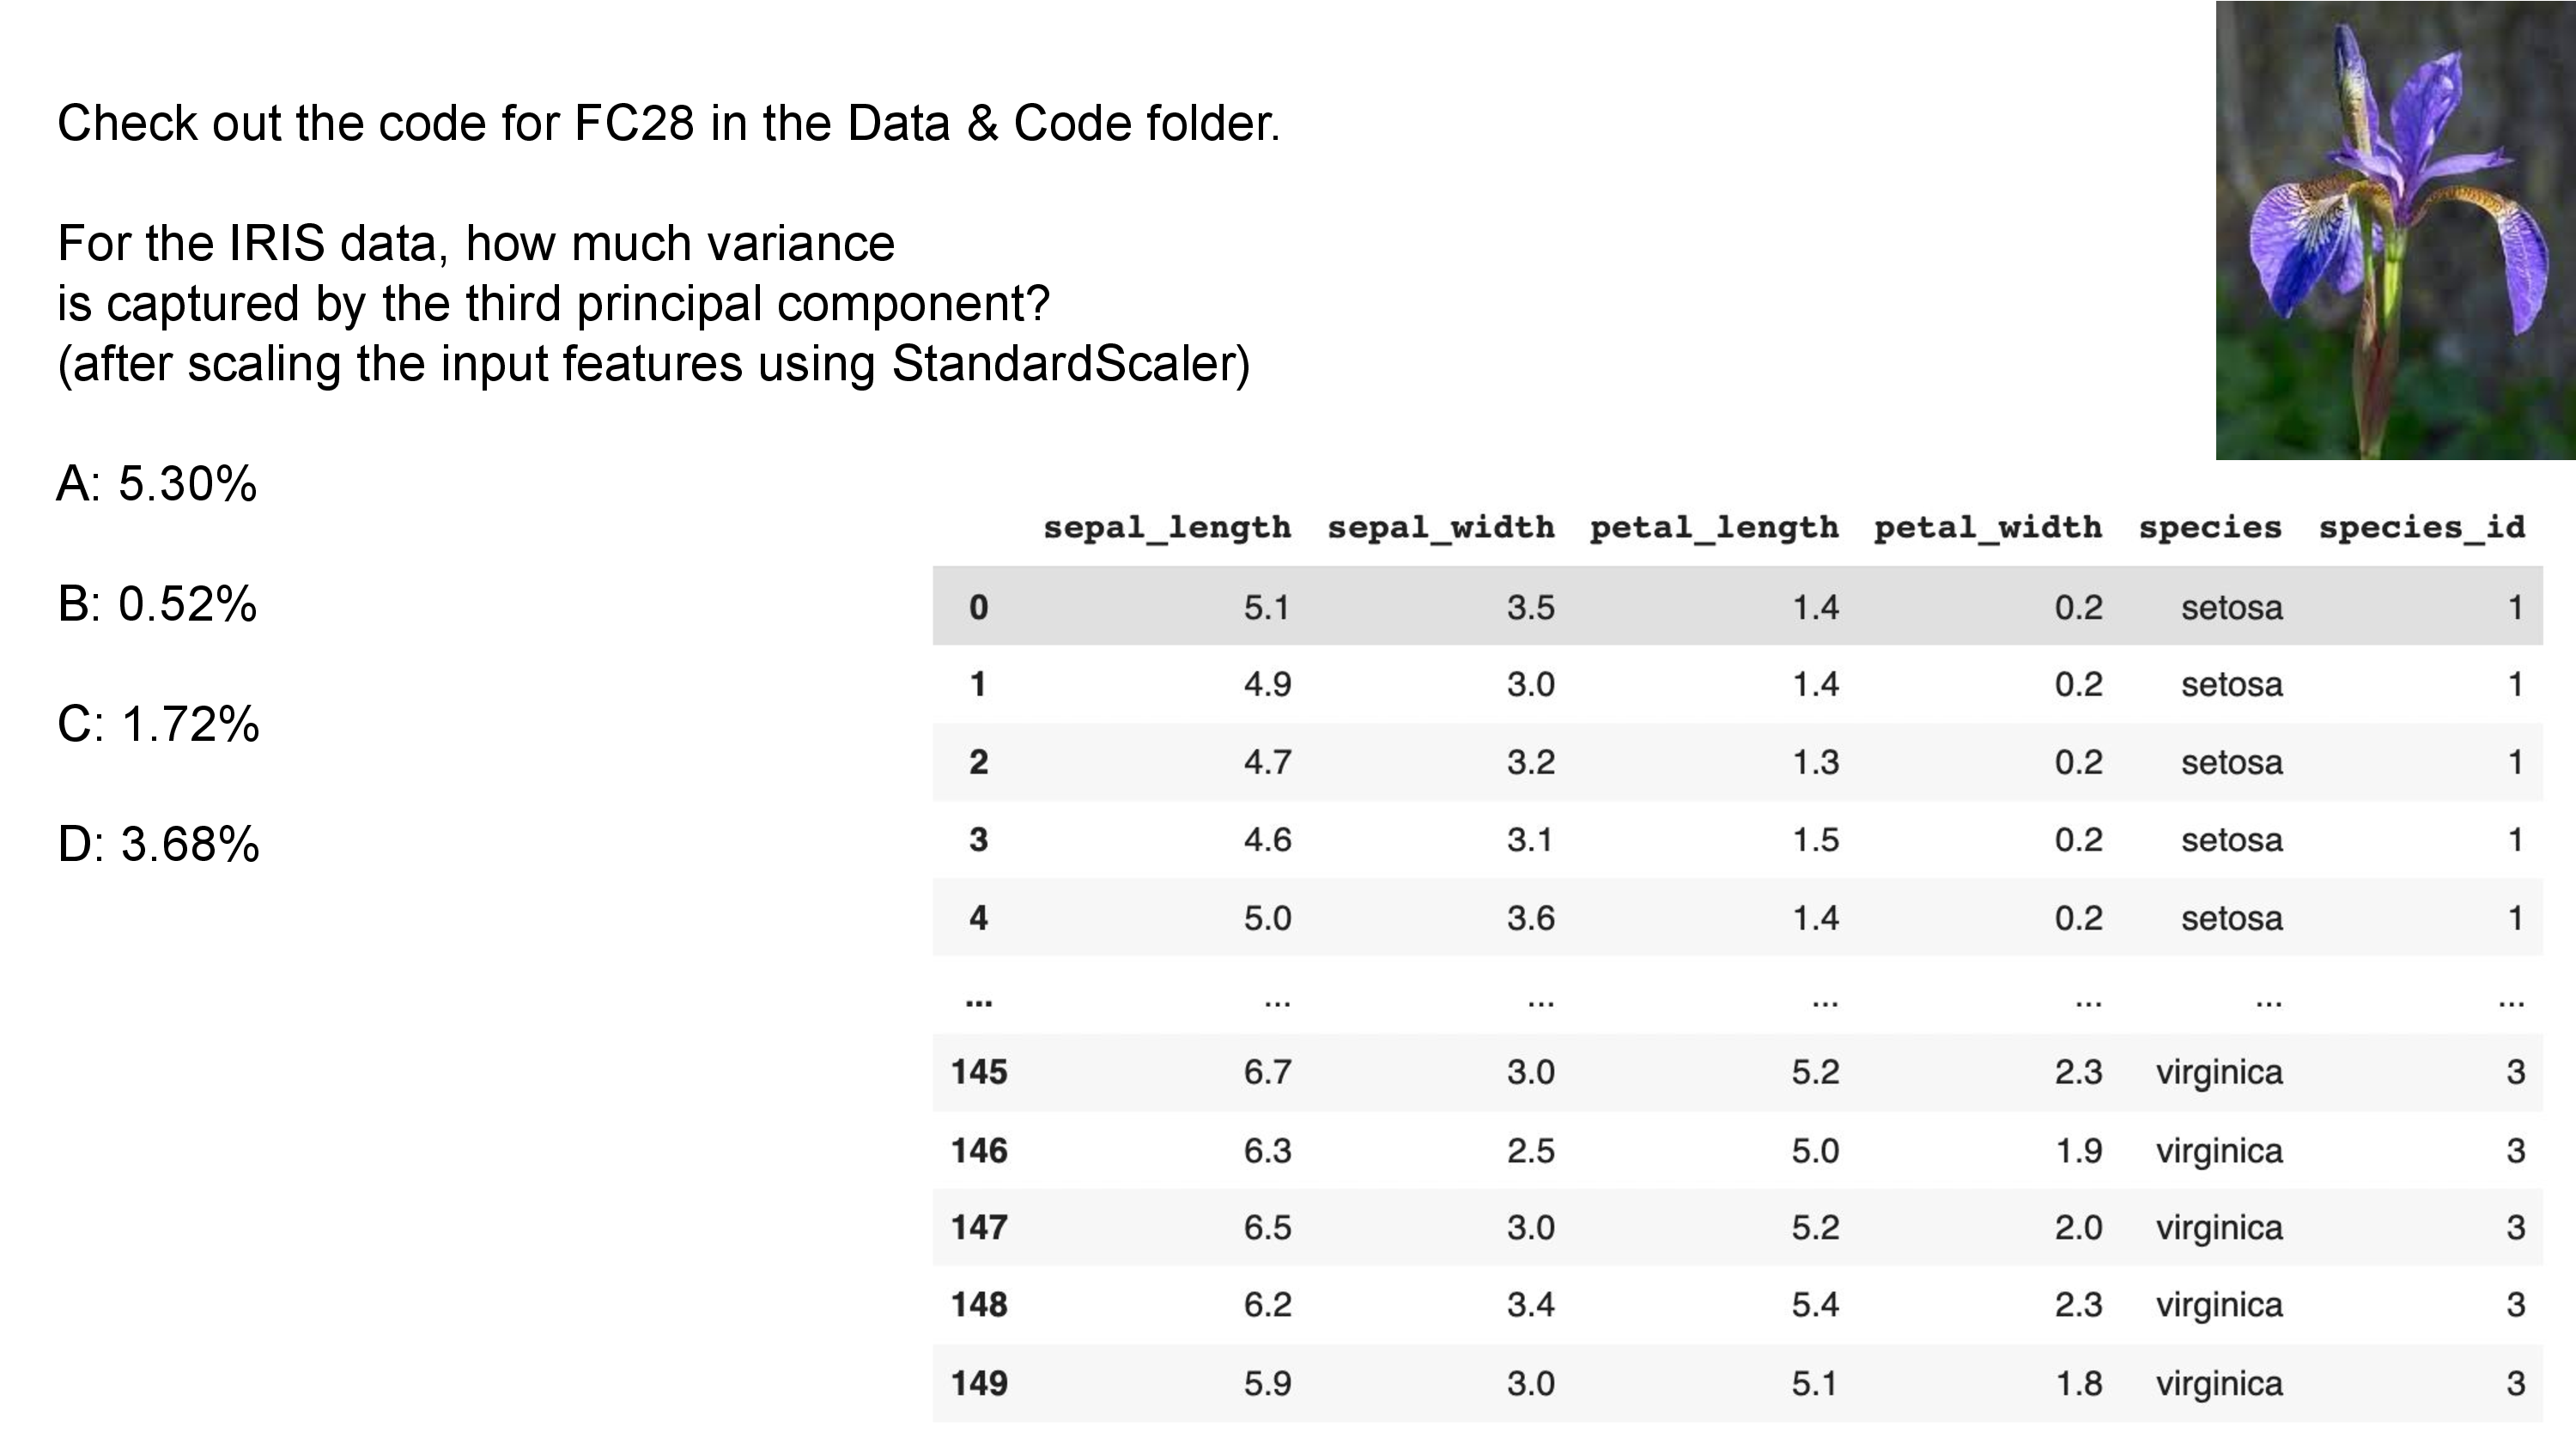 Check out the code for FC28 in the Data & Code folder.
For the IRIS data, how much variance
is captured by the third principal component?
(after scaling the input features using StandardScaler)
A: 5.30%
B: 0.52%
C: 1.72%
D: 3.68%
sepal_length sepal_width petal_length petal_width species species_id
0 5.1 3.5 1.4 0.2 setosa 1
1 4.9 3.0 1.4 0.2 setosa 1
2 4.7 3.2 1.3 0.2 setosa 1
3 4.6 3.1 1.5 0.2 setosa 1
4 5.0 3.6 1.4 0.2 setosa 1
... ... ... ... ... ... ...
145 6.7 3.0 5.2 2.3 virginica 3
146 6.3 2.5 5.0 1.9 virginica 3
147 6.5 3.0 5.2 2.0 virginica 3
148 6.2 3.4 5.4 2.3 virginica 3
149 5.9 3.0 5.1 1.8 virginica 3